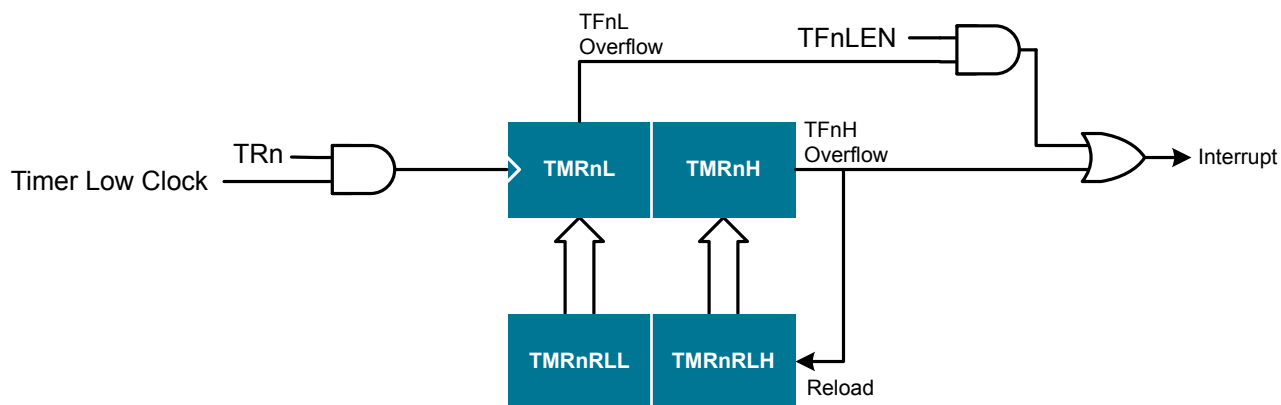 TFnL
Overflow
TFnLEN
TRn
Timer Low Clock
TMRnL
TMRnH
TFnH
Overflow
Interrupt
TMRnRLL
TMRnRLH
Reload